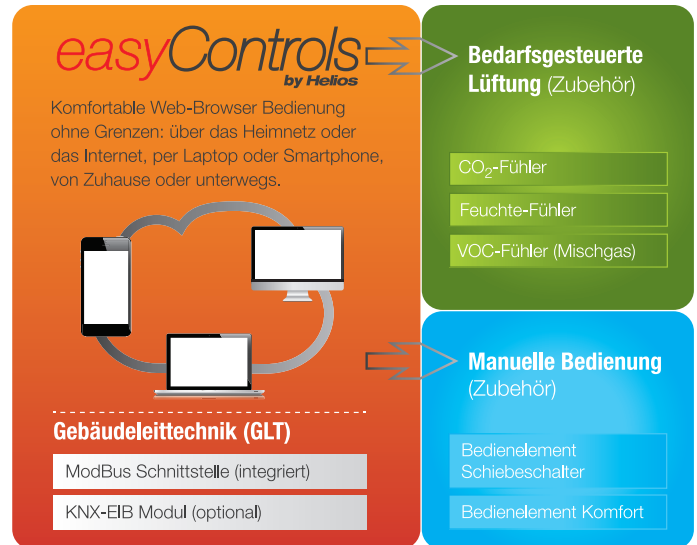 easyControls
by Helios
Komfortable Web-Browser Bedienung
ohne Grenzen: über das Heimnetz oder
das Internet, per Laptop oder Smartphone,
von Zuhause oder unterwegs.
Gebäudeleittechnik (GLT)
ModBus Schnittstelle (integriert)
KNX-EIB Modul (optional)
Bedarfsgesteuerte
Lüftung (Zubehör)
CO₂-Fühler
Feuchte-Fühler
VOC-Fühler (Mischgas)
Manuelle Bedienung
(Zubehör)
Bedienelement
Schiebeschalter
Bedienelement Komfort